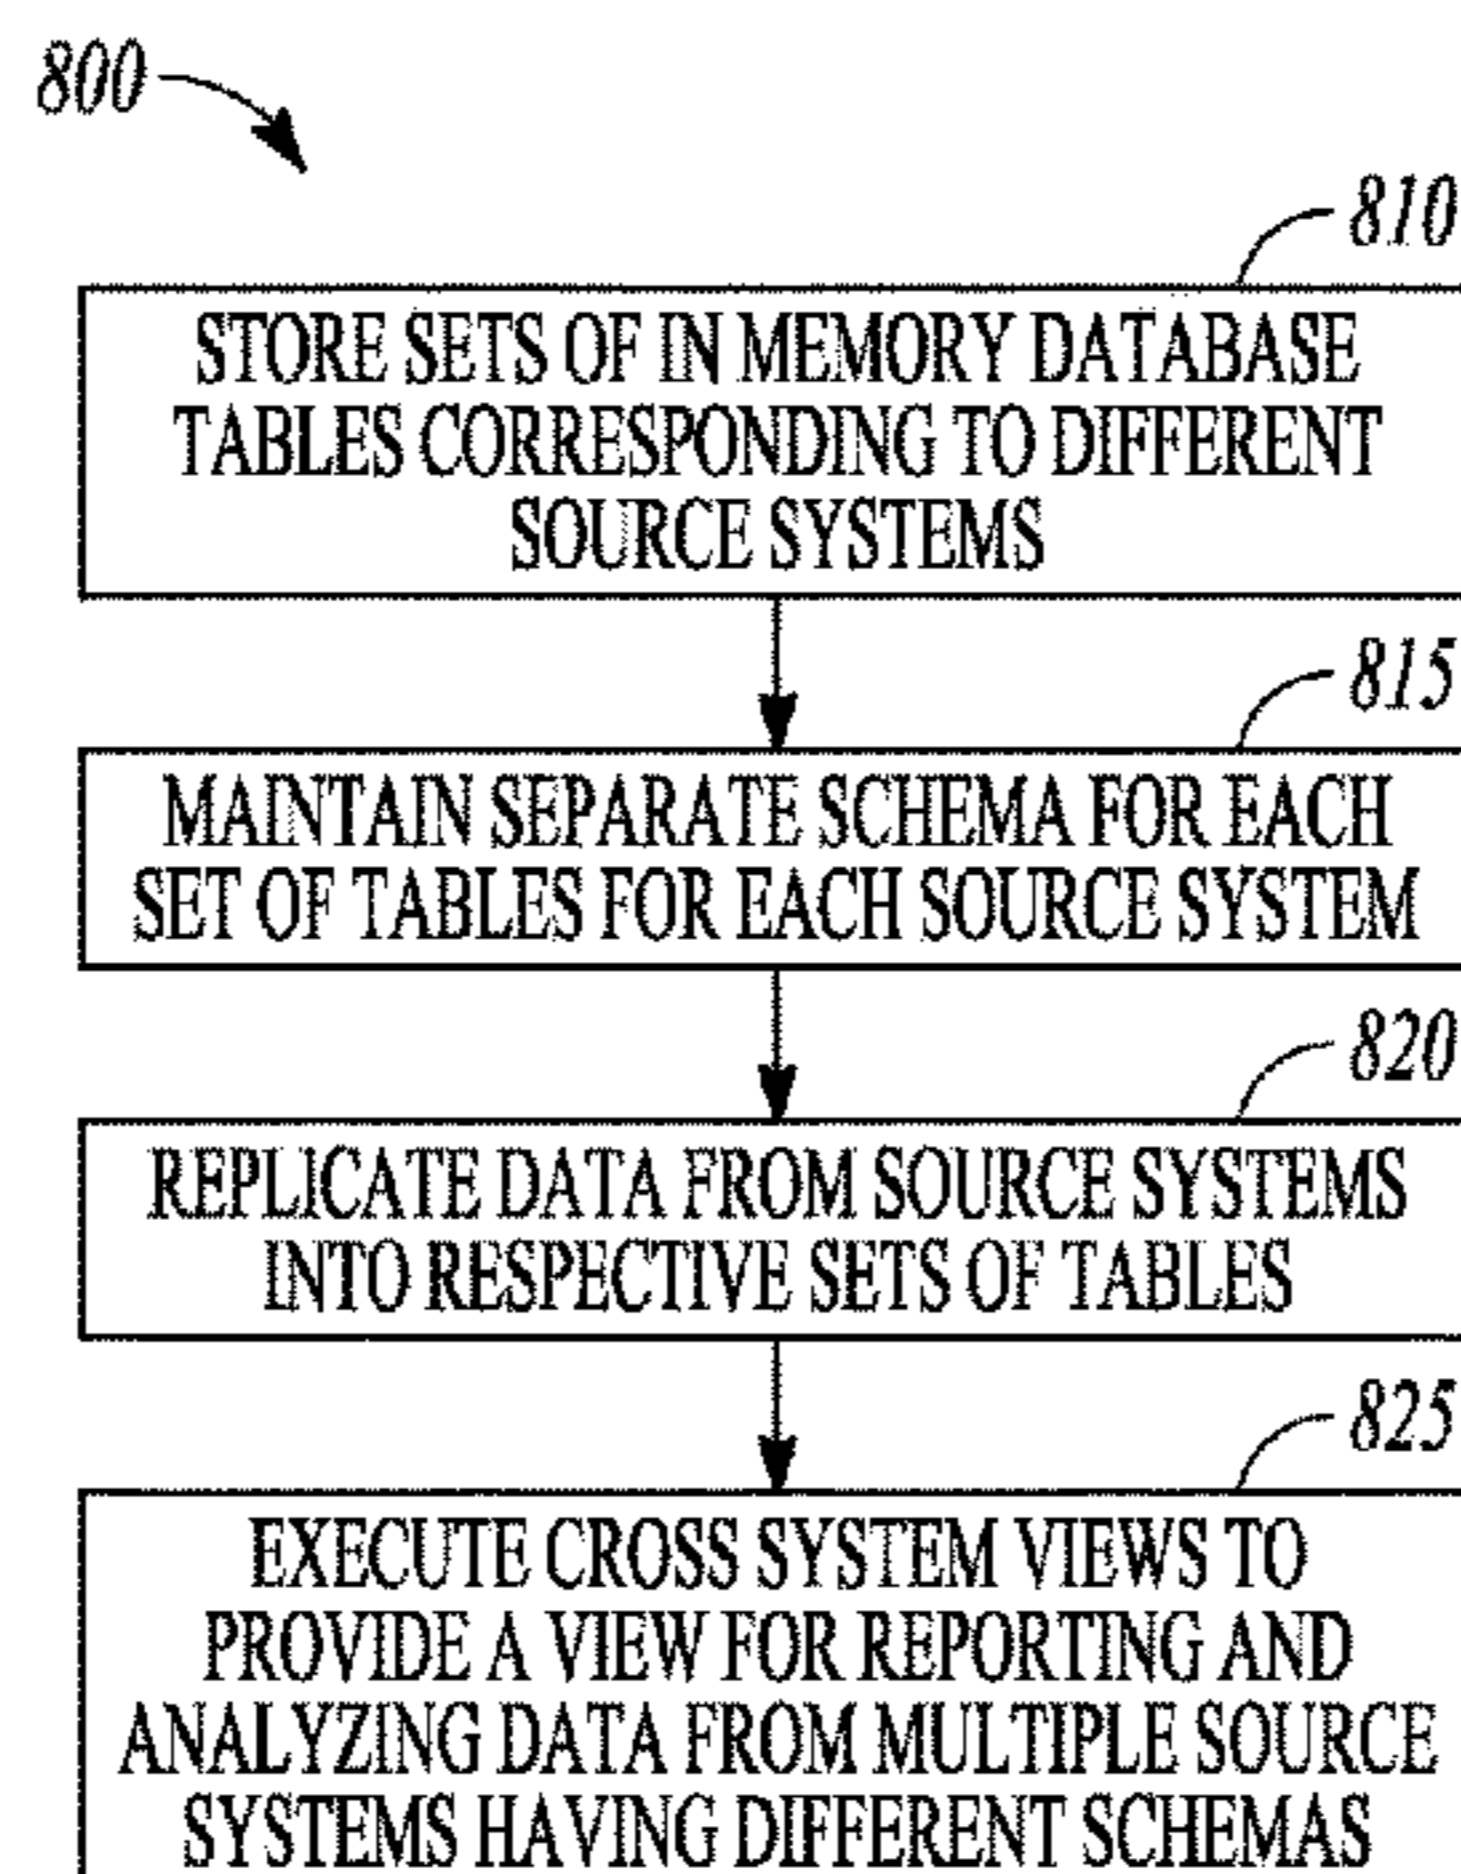 800
810
STORE SETS OF IN MEMORY DATABASE
TABLES CORRESPONDING TO DIFFERENT
SOURCE SYSTEMS
815
MAINTAIN SEPARATE SCHEMA FOR EACH
SET OF TABLES FOR EACH SOURCE SYSTEM
820
REPLICATE DATA FROM SOURCE SYSTEMS
INTO RESPECTIVE SETS OF TABLES
825
EXECUTE CROSS SYSTEM VIEWS TO
PROVIDE A VIEW FOR REPORTING AND
ANALYZING DATA FROM MULTIPLE SOURCE
SYSTEMS HAVING DIFFERENT SCHEMAS